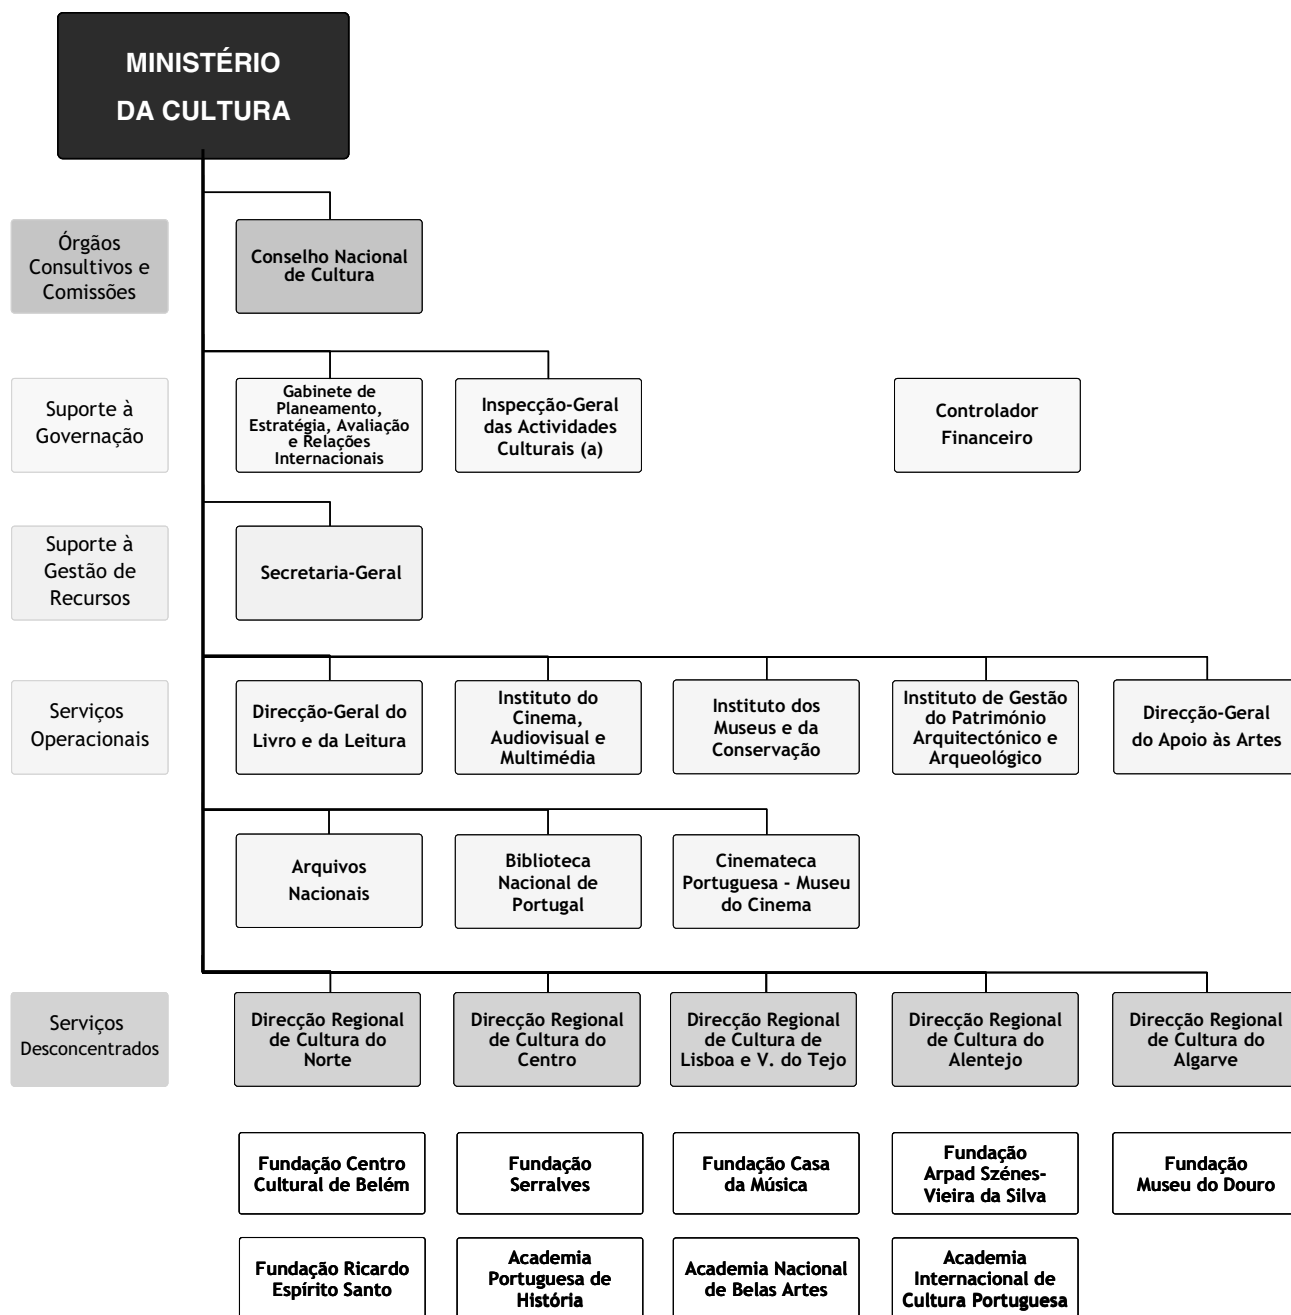 MINISTÉRIO
DA CULTURA
Órgãos
Consultivos e
Comissões
Conselho Nacional
de Cultura
Suporte à
Governação
Gabinete de
Planeamento,
Estratégia, Avaliação
e Relações
Internacionais
Inspecção-Geral
das Actividades
Culturais (a)
Controlador
Financeiro
Suporte à
Gestão de
Recursos
Secretaria-Geral
Serviços
Operacionais
Direcção-Geral do
Livro e da Leitura
Instituto do
Cinema,
Audiovisual e
Multimédia
Instituto dos
Museus e da
Conservação
Instituto de Gestão
do Património
Arquitectónico e
Arqueológico
Direcção-Geral
do Apoio às Artes
Arquivos
Nacionais
Biblioteca
Nacional de
Portugal
Cinemateca
Portuguesa - Museu
do Cinema
Serviços
Desconcentrados
Direcção Regional
de Cultura do
Norte
Direcção Regional
de Cultura do
Centro
Direcção Regional
de Cultura de
Lisboa e V. do Tejo
Direcção Regional
de Cultura do
Alentejo
Direcção Regional
de Cultura do
Algarve
Fundação Centro
Cultural de Belém
Fundação
Serralves
Fundação Casa
da Música
Fundação
Arpad Szénes-
Vieira da Silva
Fundação
Museu do Douro
Fundação Ricardo
Espírito Santo
Academia
Portuguesa de
História
Academia Nacional
de Belas Artes
Academia
Internacional de
Cultura Portuguesa